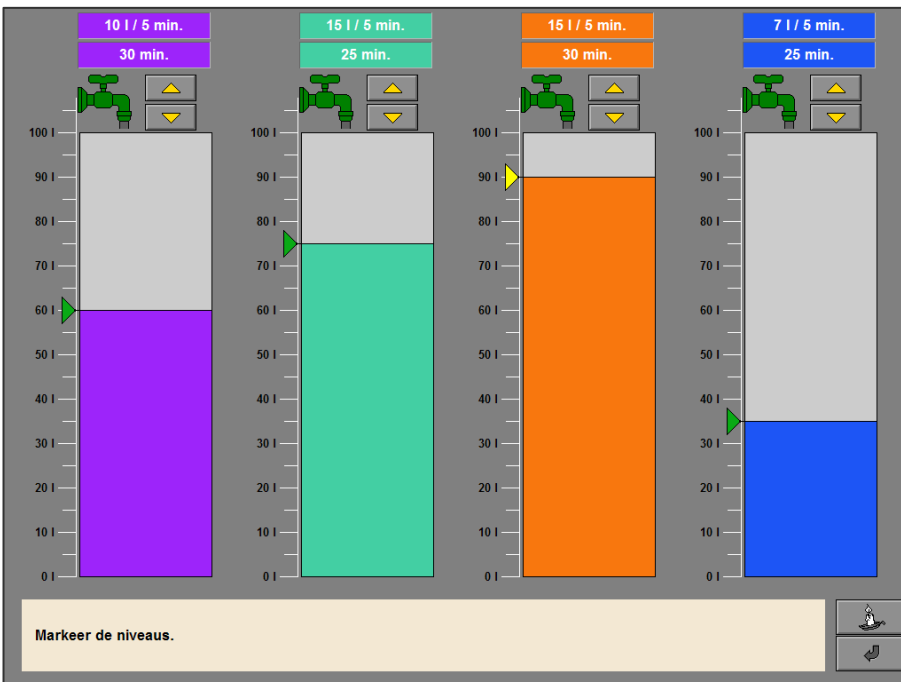 10 l / 5 min.
30 min.
15 l / 5 min.
25 min.
15 l / 5 min.
30 min.
7 l / 5 min.
25 min.
100 l
90 l
80 l
70 l
60 l
50 l
40 l
30 l
20 l
10 l
0 l
100 l
90 l
80 l
70 l
60 l
50 l
40 l
30 l
20 l
10 l
0 l
100 l
90 l
80 l
70 l
60 l
50 l
40 l
30 l
20 l
10 l
0 l
100 l
90 l
80 l
70 l
60 l
50 l
40 l
30 l
20 l
10 l
0 l
Markeer de niveaus.